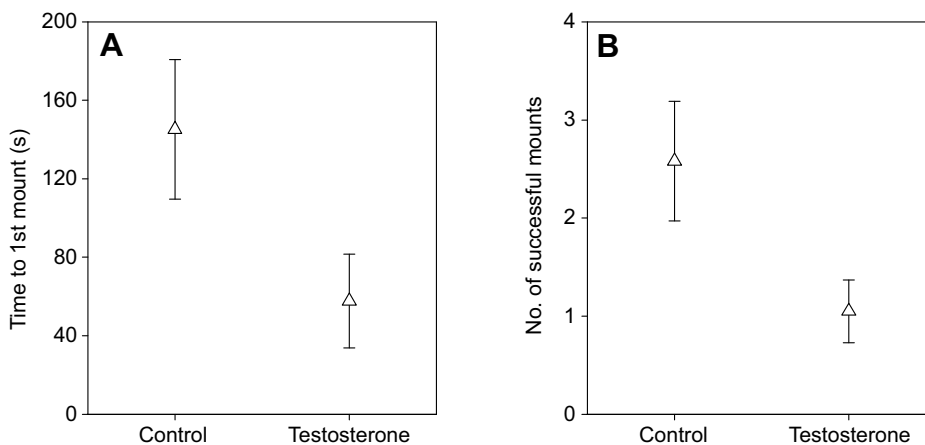 A
Time to 1st mount (s)
200
160
120
80
40
0
Control Testosterone
B
No. of successful mounts
4
3
2
1
0
Control Testosterone